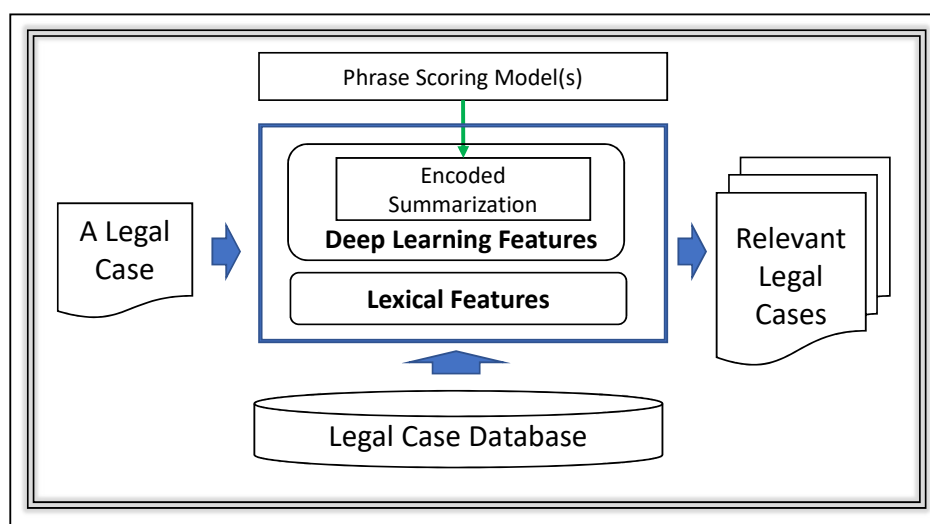 Phrase Scoring Model(s)
Encoded
Summarization
Deep Learning Features
Lexical Features
A Legal
Case
Relevant
Legal
Cases
Legal Case Database